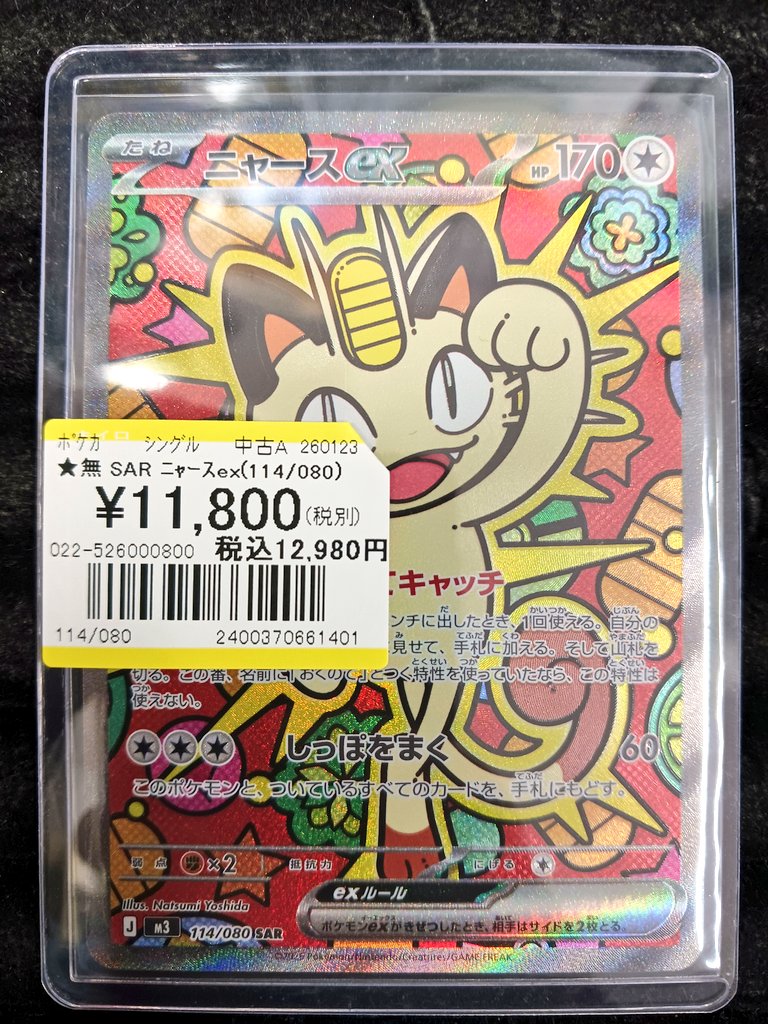 たね ニャースex HP170
ポケカ シングル 中古A 260123
★無 SAR ニャースex(114/080)
¥11,800(税別)
022-526000800 税込12,980円
114/080 2400370661401
てキャッチ
ンチに出したとき、1回使える。自分の
見せて、手札に加える。そして山札を
切る。この番、名前に「おくのて」とつく特性を使っていたなら、この特性は
使えない。
しっぽをまく 60
このポケモンと、ついているすべてのカードを、手札にもどす。
弱点 ×2 抵抗力 にげる
exルール
Illus. Natsumi Yoshida
ポケモンexがきぜつしたとき、相手はサイドを2枚とる。
J M3 114/080 SAR
Pokémon/Nintendo/Creatures/GAME FREAK